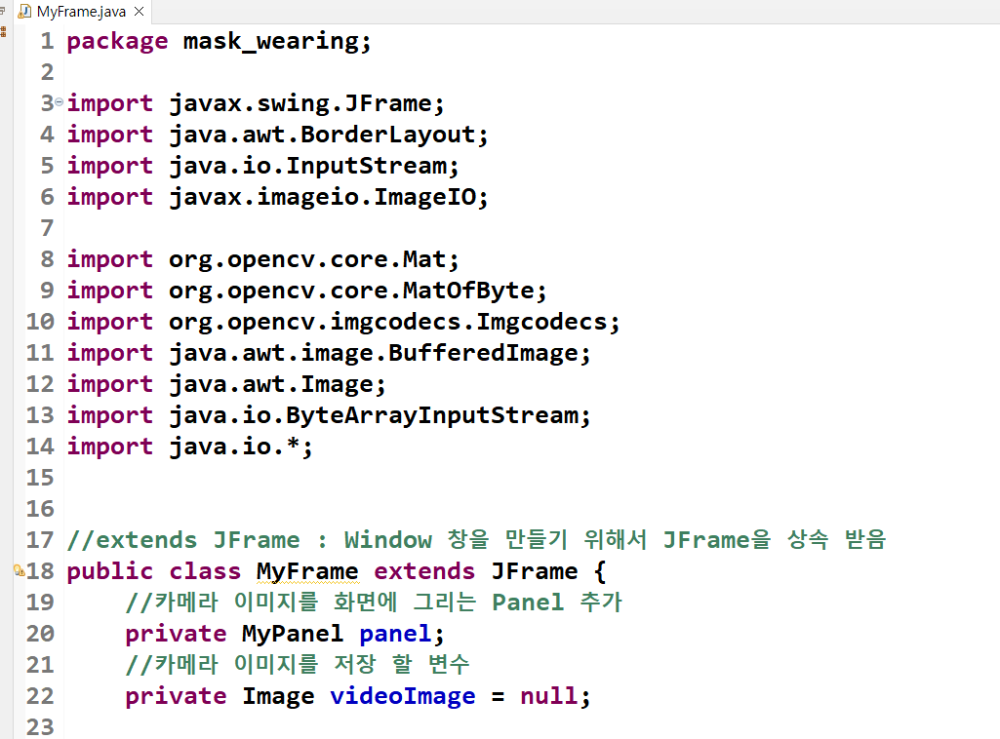 MyFrame.java
1 package mask_wearing;
2
3 import javax.swing.JFrame;
4 import java.awt.BorderLayout;
5 import java.io.InputStream;
6 import javax.imageio.ImageIO;
7
8 import org.opencv.core.Mat;
9 import org.opencv.core.MatOfByte;
10 import org.opencv.imgcodecs.Imgcodecs;
11 import java.awt.image.BufferedImage;
12 import java.awt.Image;
13 import java.io.ByteArrayInputStream;
14 import java.io.*;
15
16
17 //extends JFrame : Window 창을 만들기 위해서 JFrame을 상속 받음
18 public class MyFrame extends JFrame {
19 //카메라 이미지를 화면에 그리는 Panel 추가
20 private MyPanel panel;
21 //카메라 이미지를 저장 할 변수
22 private Image videoImage = null;
23